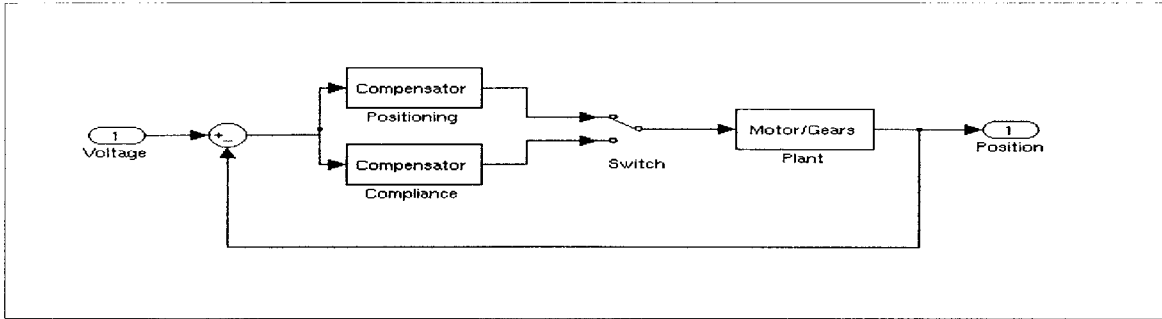 Compensator
Positioning
1
Voltage
+
-
Compensator
Compliance
Switch
Motor/Gears
Plant
1
Position